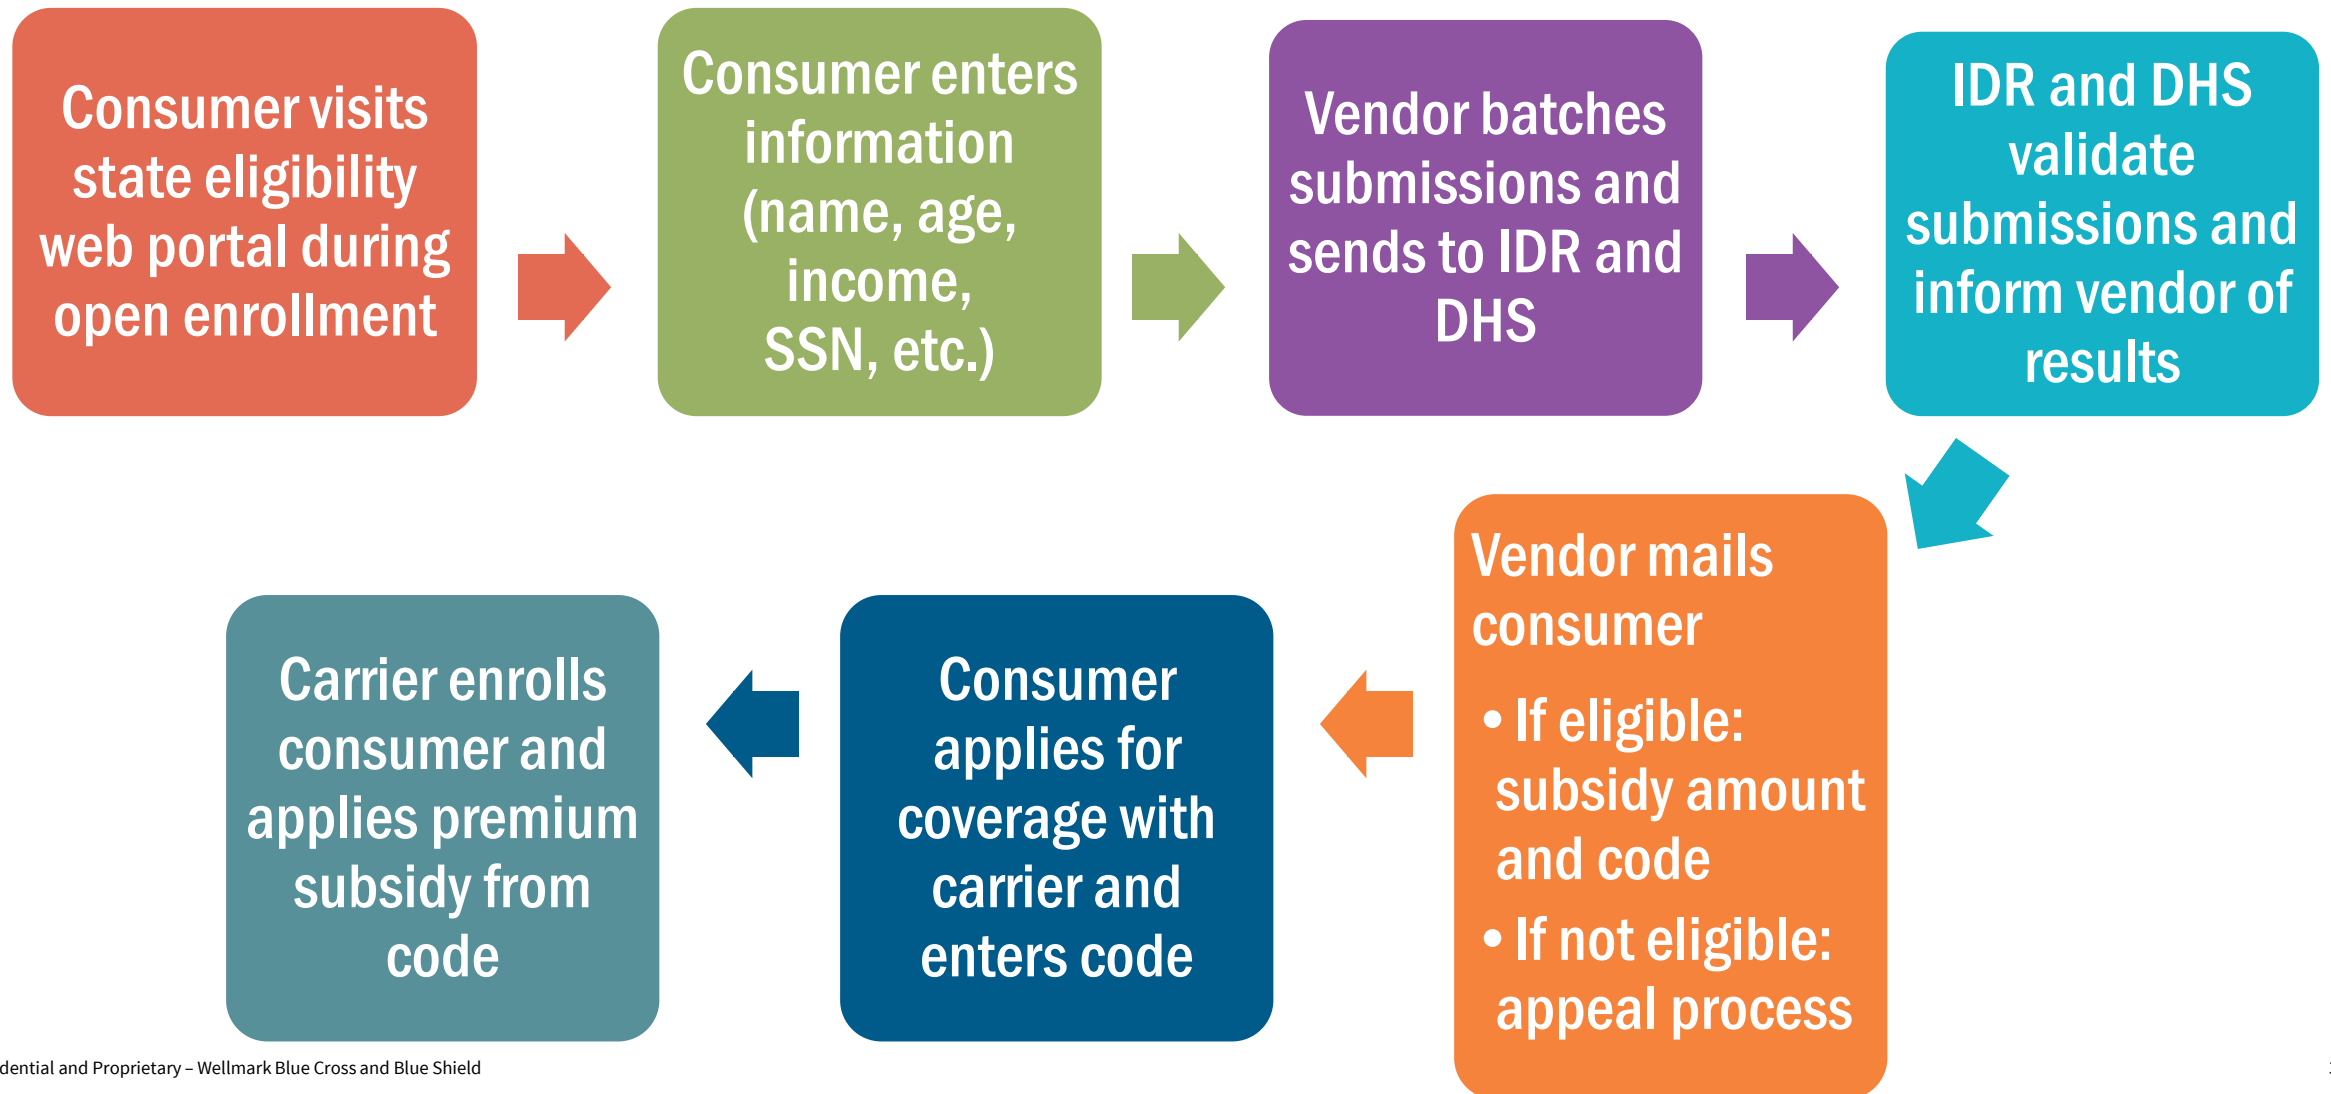 Consumer visits
state eligibility
web portal during
open enrollment
Consumer enters
information
(name, age,
income,
SSN, etc.)
Vendor batches
submissions and
sends to IDR and
DHS
IDR and DHS
validate
submissions and
inform vendor of
results
Vendor mails
consumer
• If eligible:
subsidy amount
and code
• If not eligible:
appeal process
Consumer
applies for
coverage with
carrier and
enters code
Carrier enrolls
consumer and
applies premium
subsidy from
code
dential and Proprietary – Wellmark Blue Cross and Blue Shield